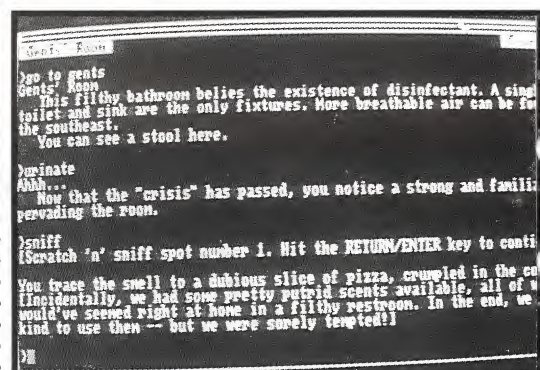 Gents' Room
>go to gents
Gents' Room
This filthy bathroom belies the existence of disinfectant. A sing
toilet and sink are the only fixtures. More breathable air can be fo
the southeast.
You can see a stool here.
>urinate
Ahhh...
Now that the "crisis" has passed, you notice a strong and familia
pervading the room.
>sniff
[Scratch 'n' sniff spot number 1. Hit the RETURN/ENTER key to conti
You trace the smell to a dubious slice of pizza, crumpled in the co
[Incidentally, we had some pretty putrid scents available, all of w
would've seemed right at home in a filthy restroom. In the end, we
kind to use them -- but we were sorely tempted!]
>